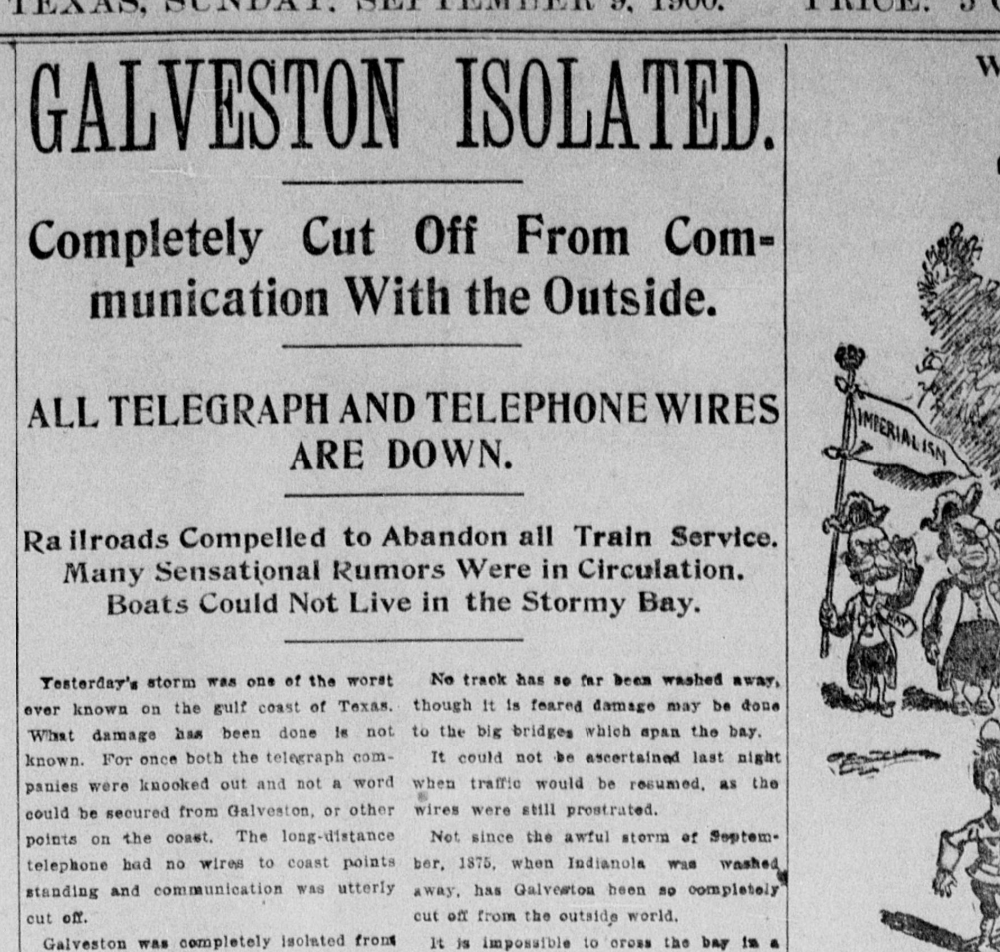 TEXAS, SUNDAY, SEPTEMBER 9, 1900. PRICE: 5
GALVESTON ISOLATED.
Completely Cut Off From Com-
munication With the Outside.
ALL TELEGRAPH AND TELEPHONE WIRES
ARE DOWN.
Railroads Compelled to Abandon all Train Service.
Many Sensational Rumors Were in Circulation.
Boats Could Not Live in the Stormy Bay.
Yesterday's storm was one of the worst
ever known on the gulf coast of Texas.
What damage has been done is not
known. For once both the telegraph com-
panies were knocked out and not a word
could be secured from Galveston, or other
points on the coast. The long-distance
telephone had no wires to coast points
standing and communication was utterly
cut off.
Galveston was completely isolated from
No track has so far been washed away,
though it is feared damage may be done
to the big bridges which span the bay.
It could not be ascertained last night
when traffic would be resumed, as the
wires were still prostrated.
Not since the awful storm of Septem-
ber, 1875, when Indianola was washed
away, has Galveston been so completely
cut off from the outside world.
It is impossible to cross the bay in a
W
IMPERIALISM